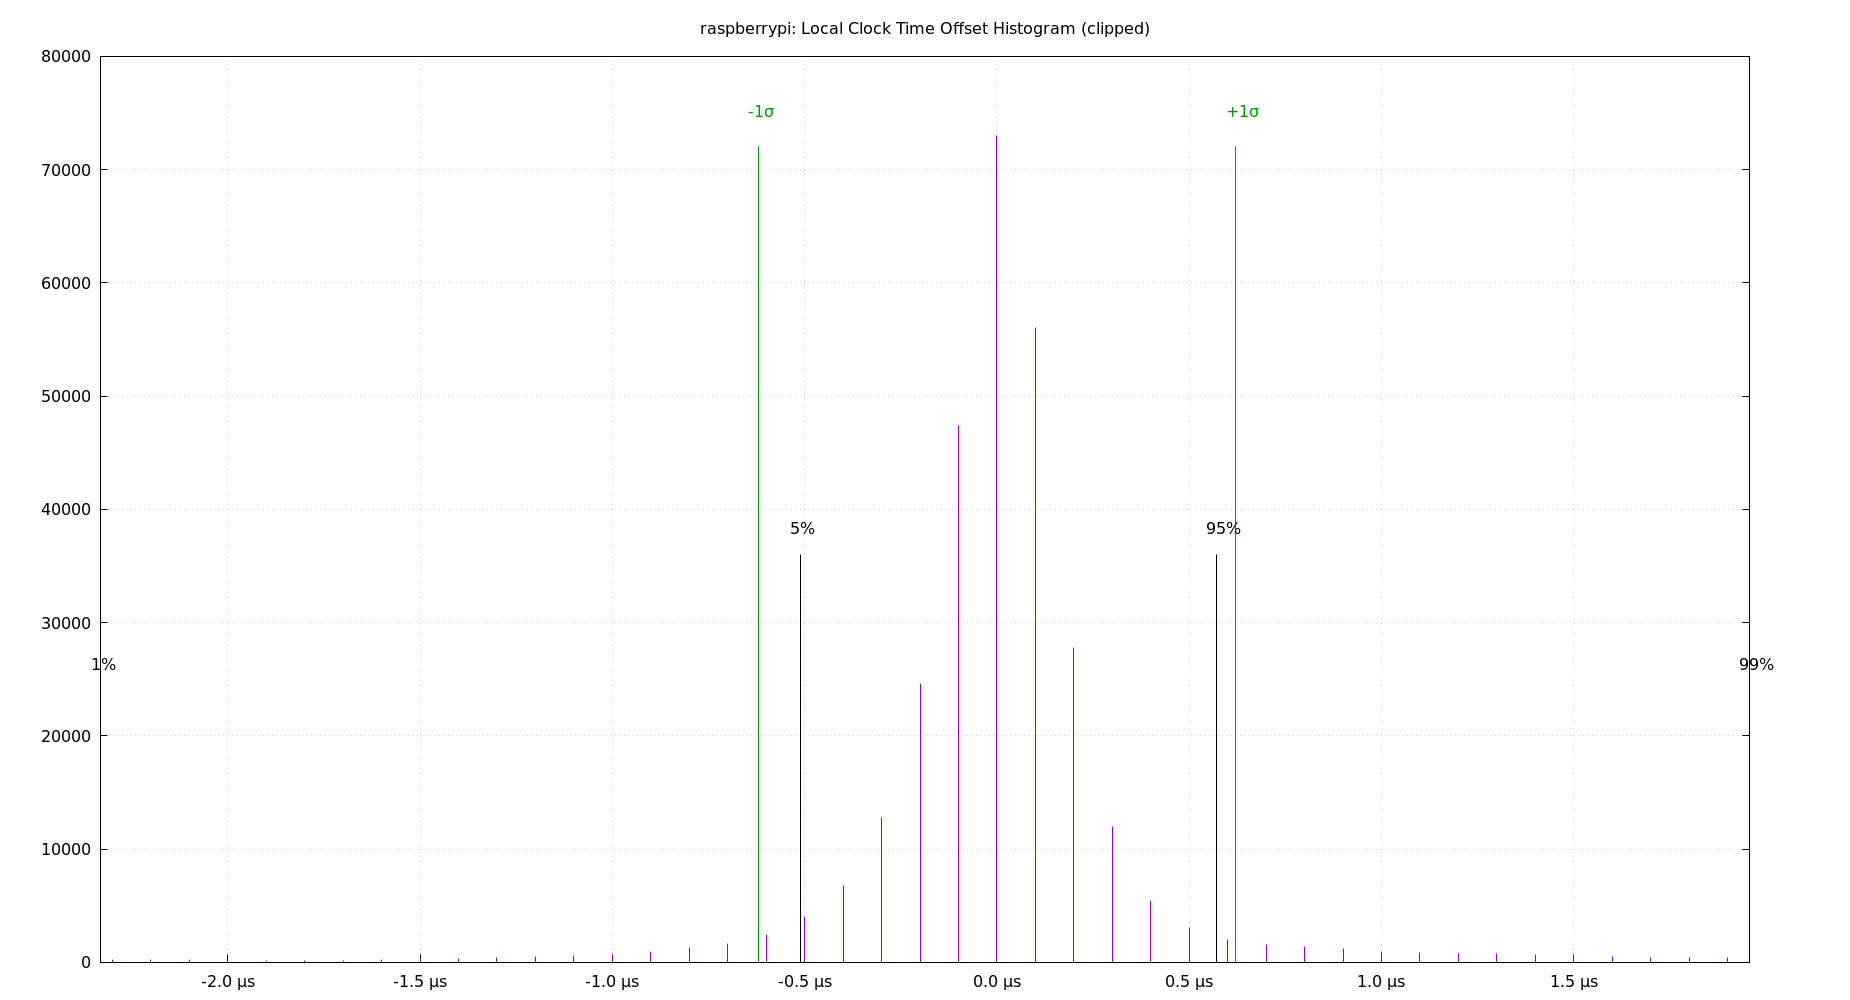 raspberrypi: Local Clock Time Offset Histogram (clipped)
80000
-1σ
+1σ
70000
60000
50000
40000
5%
95%
30000
1%
99%
20000
10000
0
-2.0 µs
-1.5 µs
-1.0 µs
-0.5 µs
0.0 µs
0.5 µs
1.0 µs
1.5 µs